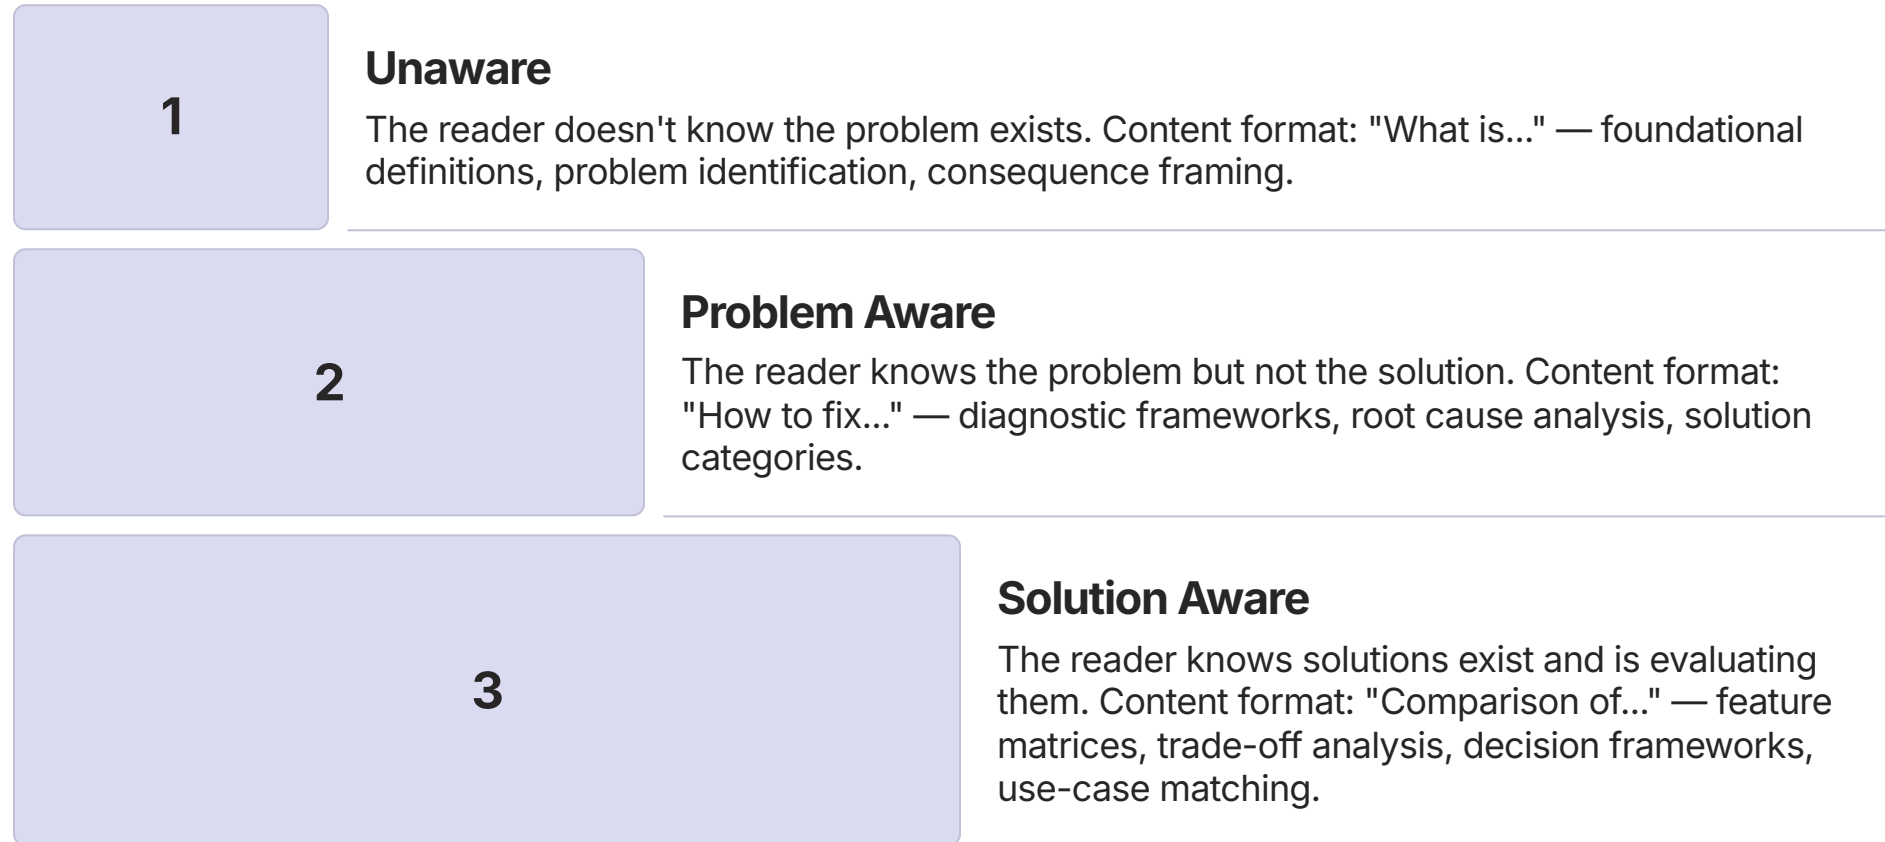 1
Unaware
The reader doesn't know the problem exists. Content format: "What is..." — foundational
definitions, problem identification, consequence framing.
2
Problem Aware
The reader knows the problem but not the solution. Content format:
"How to fix..." — diagnostic frameworks, root cause analysis, solution
categories.
3
Solution Aware
The reader knows solutions exist and is evaluating
them. Content format: "Comparison of..." — feature
matrices, trade-off analysis, decision frameworks,
use-case matching.